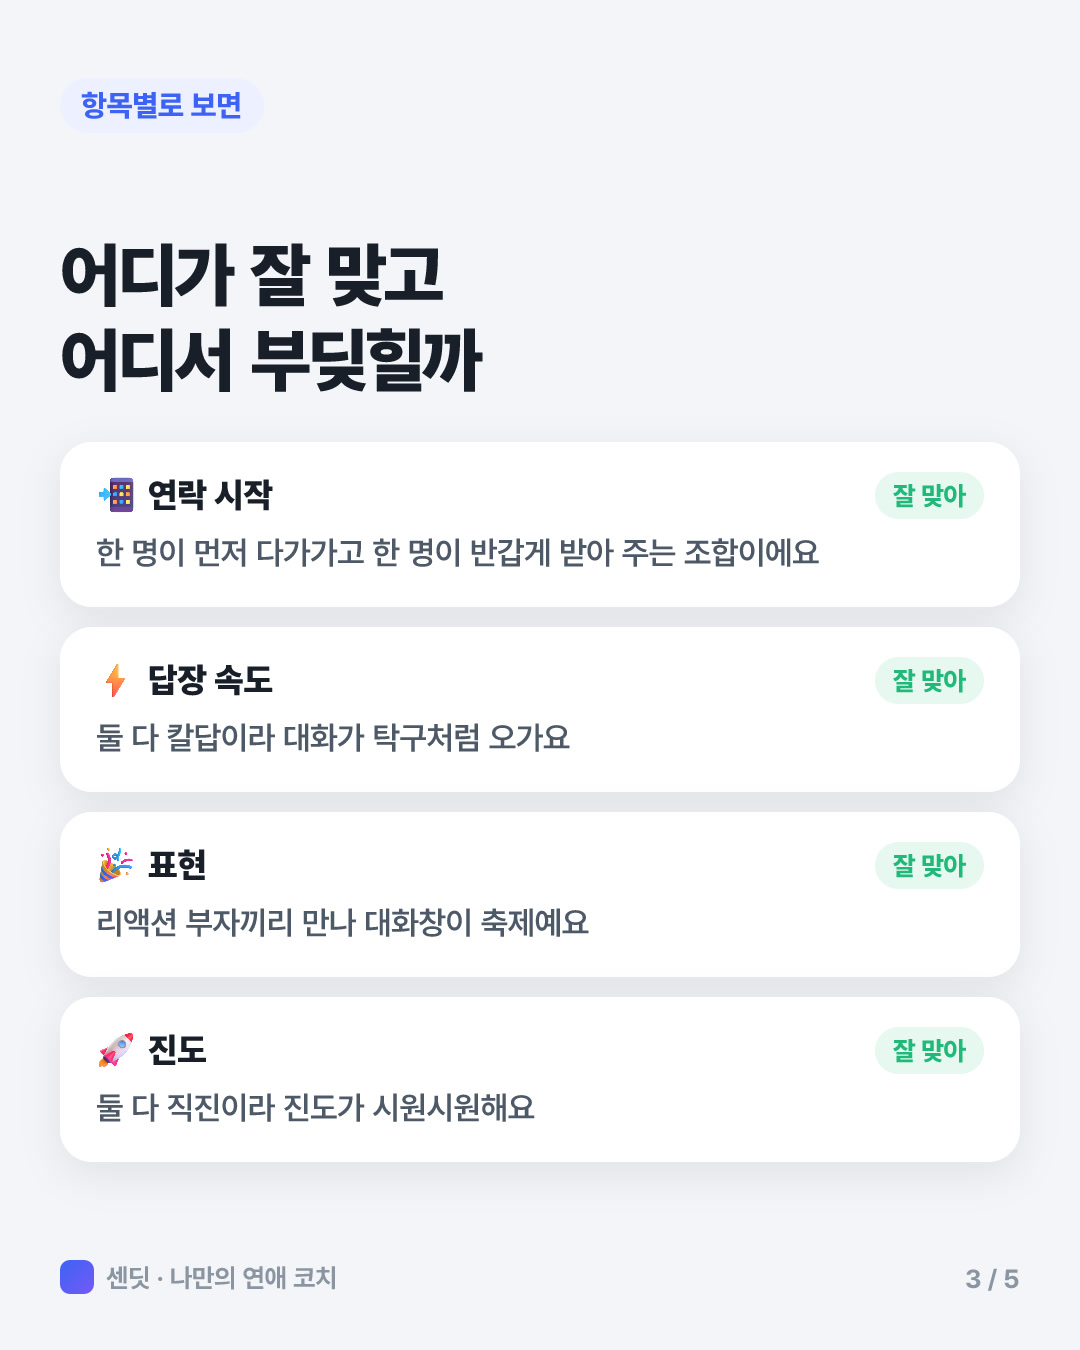 항목별로 보면
어디가 잘 맞고
어디서 부딪힐까
📲 연락 시작 잘 맞아
한 명이 먼저 다가가고 한 명이 반갑게 받아 주는 조합이에요
⚡ 답장 속도 잘 맞아
둘 다 칼답이라 대화가 탁구처럼 오가요
🎉 표현 잘 맞아
리액션 부자끼리 만나 대화창이 축제예요
🚀 진도 잘 맞아
둘 다 직진이라 진도가 시원시원해요
센딧 · 나만의 연애 코치 3 / 5